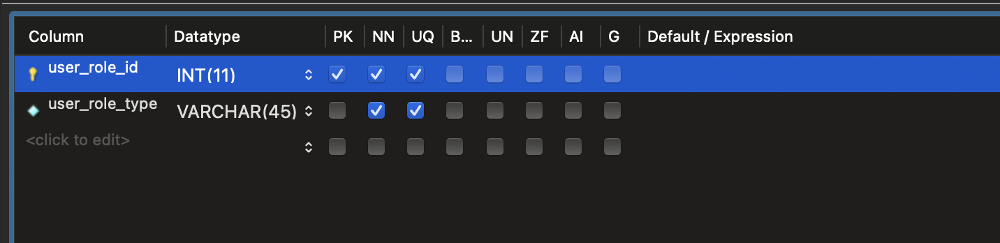 Column Datatype PK NN UQ B... UN ZF AI G Default / Expression
user_role_id INT(11)
user_role_type VARCHAR(45)
<click to edit>